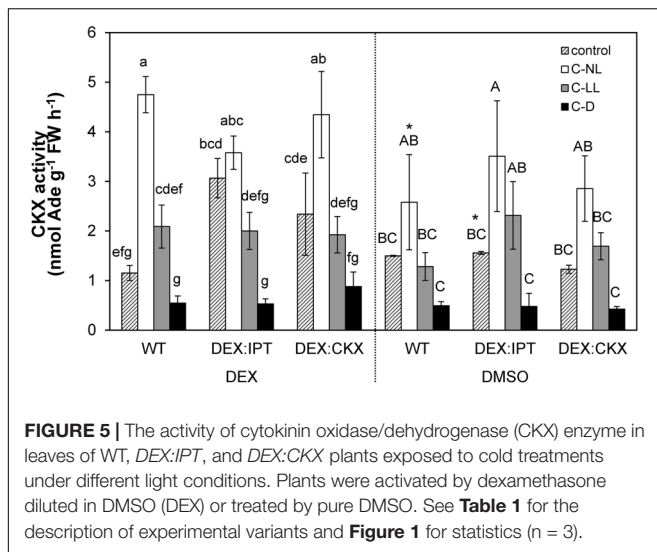 6
5
4
3
2
1
0
CKX activity
(nmol Ade g⁻¹ FW h⁻¹)
control
C-NL
C-LL
C-D
efg
a
cdef
g
bcd
abc
defg
g
cde
ab
defg
fg
BC
*
AB
BC
C
*
BC
A
AB
C
BC
AB
BC
C
WT DEX:IPT DEX:CKX WT DEX:IPT DEX:CKX
DEX DMSO
FIGURE 5 | The activity of cytokinin oxidase/dehydrogenase (CKX) enzyme in
leaves of WT, DEX:IPT, and DEX:CKX plants exposed to cold treatments
under different light conditions. Plants were activated by dexamethasone
diluted in DMSO (DEX) or treated by pure DMSO. See Table 1 for the
description of experimental variants and Figure 1 for statistics (n = 3).